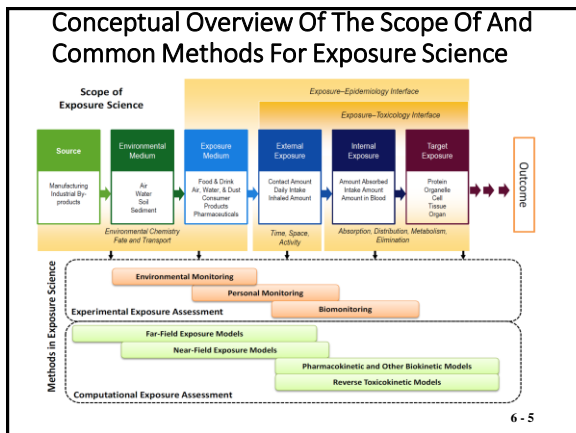 Conceptual Overview Of The Scope Of And
Common Methods For Exposure Science
Scope of
Exposure Science
Exposure–Epidemiology Interface
Exposure–Toxicology Interface
Source
Manufacturing
Industrial By-
products
Environmental
Medium
Air
Water
Soil
Sediment
Exposure
Medium
Food & Drink
Air, Water, & Dust
Consumer
Products
Pharmaceuticals
External
Exposure
Contact Amount
Daily Intake
Inhaled Amount
Internal
Exposure
Amount Absorbed
Intake Amount
Amount in Blood
Target
Exposure
Protein
Organelle
Cell
Tissue
Organ
Outcome
Environmental Chemistry
Fate and Transport
Time, Space,
Activity
Absorption, Distribution, Metabolism,
Elimination
Methods in Exposure Science
Environmental Monitoring
Personal Monitoring
Biomonitoring
Experimental Exposure Assessment
Far-Field Exposure Models
Near-Field Exposure Models
Pharmacokinetic and Other Biokinetic Models
Reverse Toxicokinetic Models
Computational Exposure Assessment
6 - 5